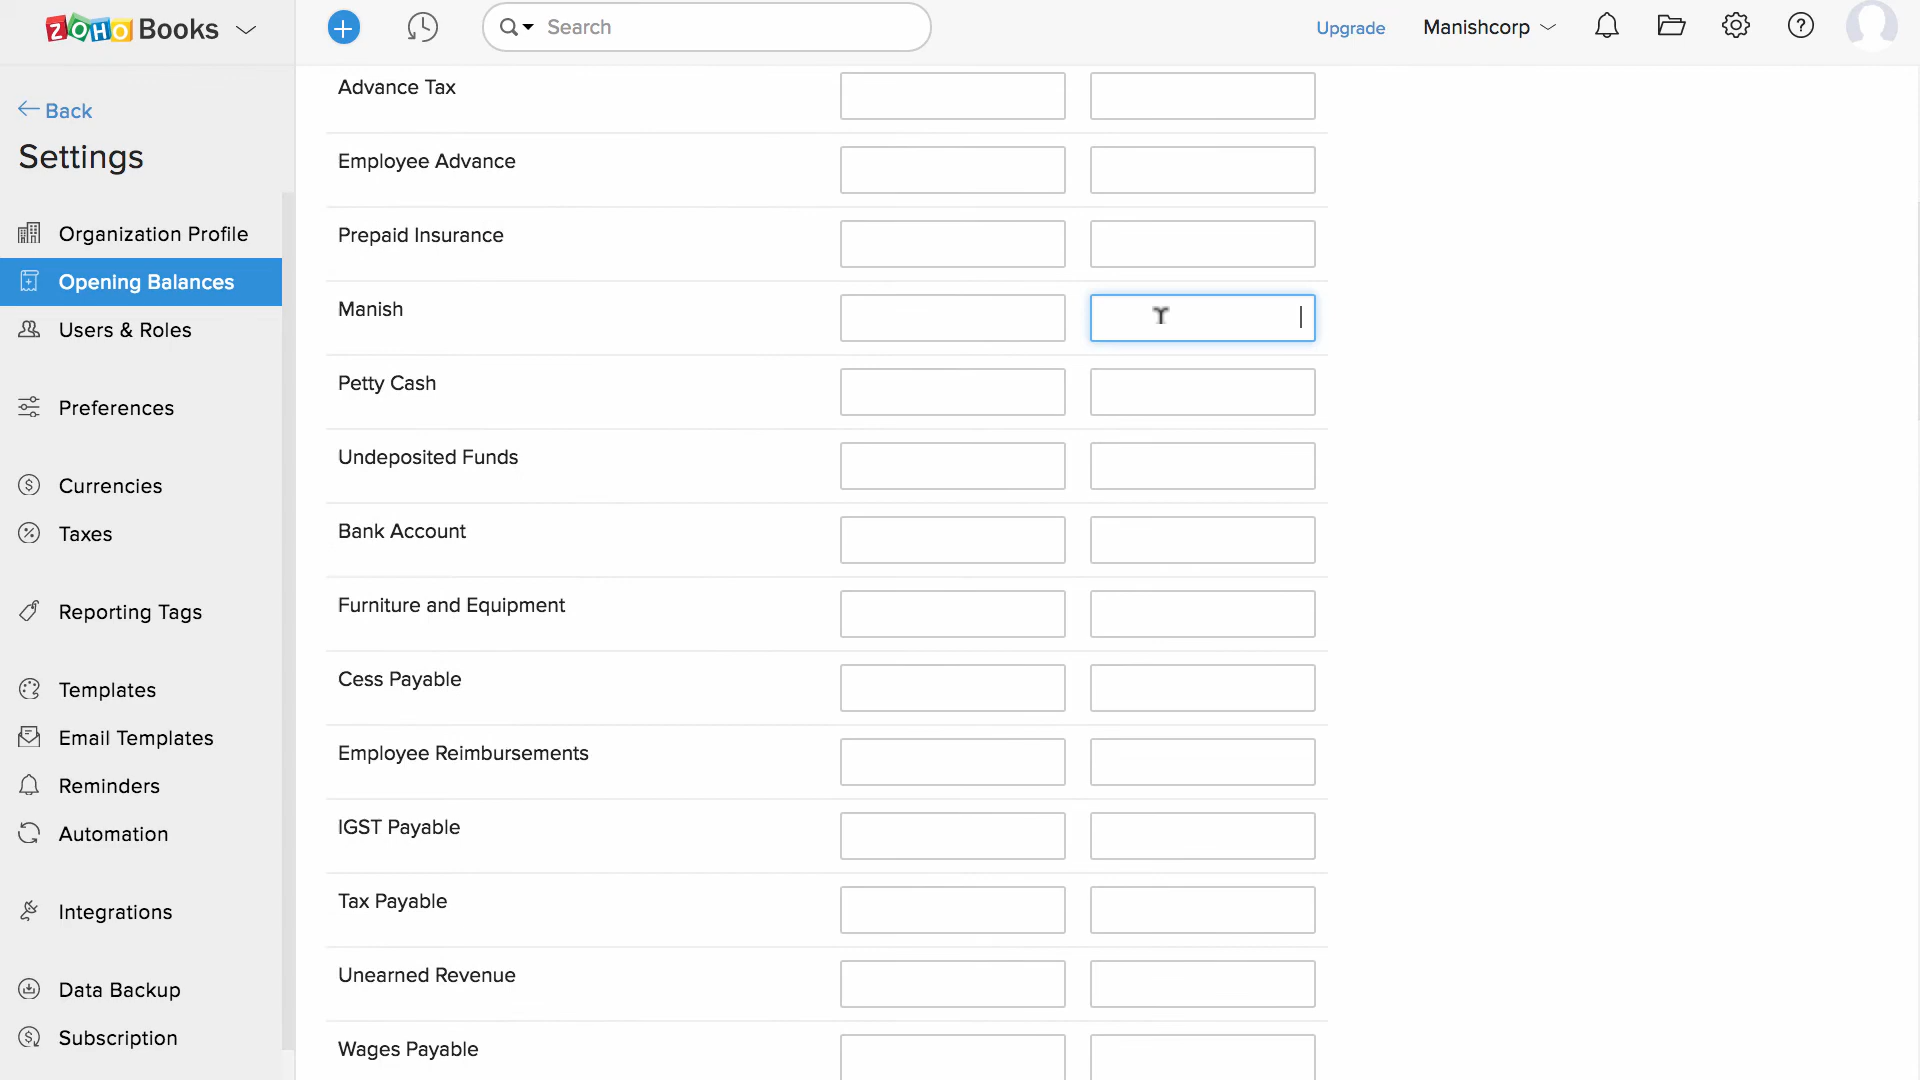 ZOHO Books
Search
Upgrade
Manishcorp
Back
Settings
Organization Profile
Opening Balances
Users & Roles
Preferences
Currencies
Taxes
Reporting Tags
Templates
Email Templates
Reminders
Automation
Integrations
Data Backup
Subscription
Advance Tax
Employee Advance
Prepaid Insurance
Manish
Petty Cash
Undeposited Funds
Bank Account
Furniture and Equipment
Cess Payable
Employee Reimbursements
IGST Payable
Tax Payable
Unearned Revenue
Wages Payable